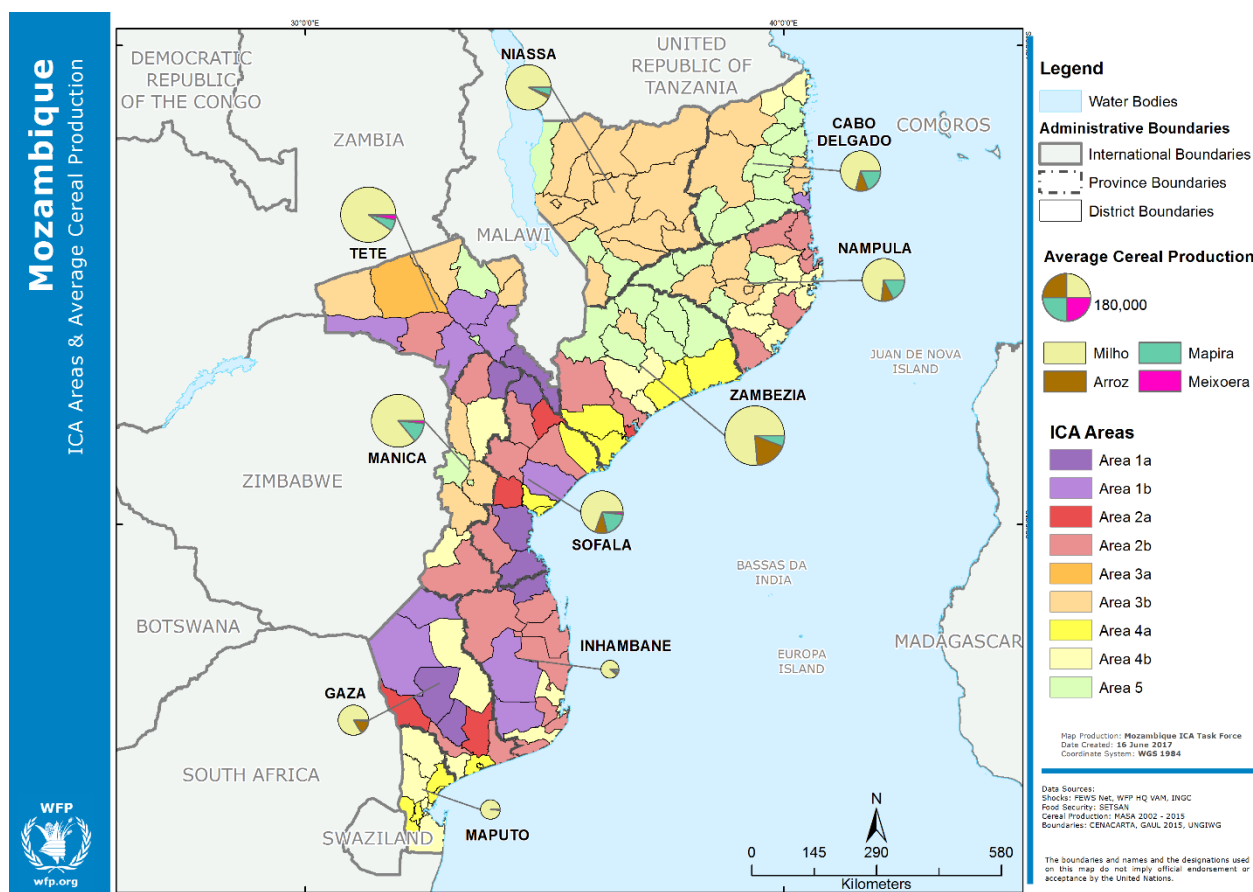 Mozambique
ICA Areas & Average Cereal Production
WFP
wfp.org
30°0'0"E
40°0'0"E
DEMOCRATIC
REPUBLIC
OF THE CONGO
NIASSA
UNITED
REPUBLIC OF
TANZANIA
ZAMBIA
CABO
DELGADO
COMOROS
TETE
MALAWI
NAMPULA
JUAN DE NOVA
ISLAND
ZAMBEZIA
MANICA
ZIMBABWE
SOFALA
BASSAS DA
INDIA
BOTSWANA
MADAGASCAR
INHAMBANE
EUROPA
ISLAND
GAZA
SOUTH AFRICA
MAPUTO
SWAZILAND
N
0 145 290 580
Kilometers
Legend
Water Bodies
Administrative Boundaries
International Boundaries
Province Boundaries
District Boundaries
Average Cereal Production
180,000
Milho
Mapira
Arroz
Meixoera
ICA Areas
Area 1a
Area 1b
Area 2a
Area 2b
Area 3a
Area 3b
Area 4a
Area 4b
Area 5
Map Production: Mozambique ICA Task Force
Date Created: 16 June 2017
Coordinate System: WGS 1984
Data Sources:
Shocks: FEWS Net, WFP HQ VAM, INGC
Food Security: SETSAN
Cereal Production: MASA 2002 - 2015
Boundaries: CENACARTA, GAUL 2015, UNGIWG
The boundaries and names and the designations used
on this map do not imply official endorsement or
acceptance by the United Nations.